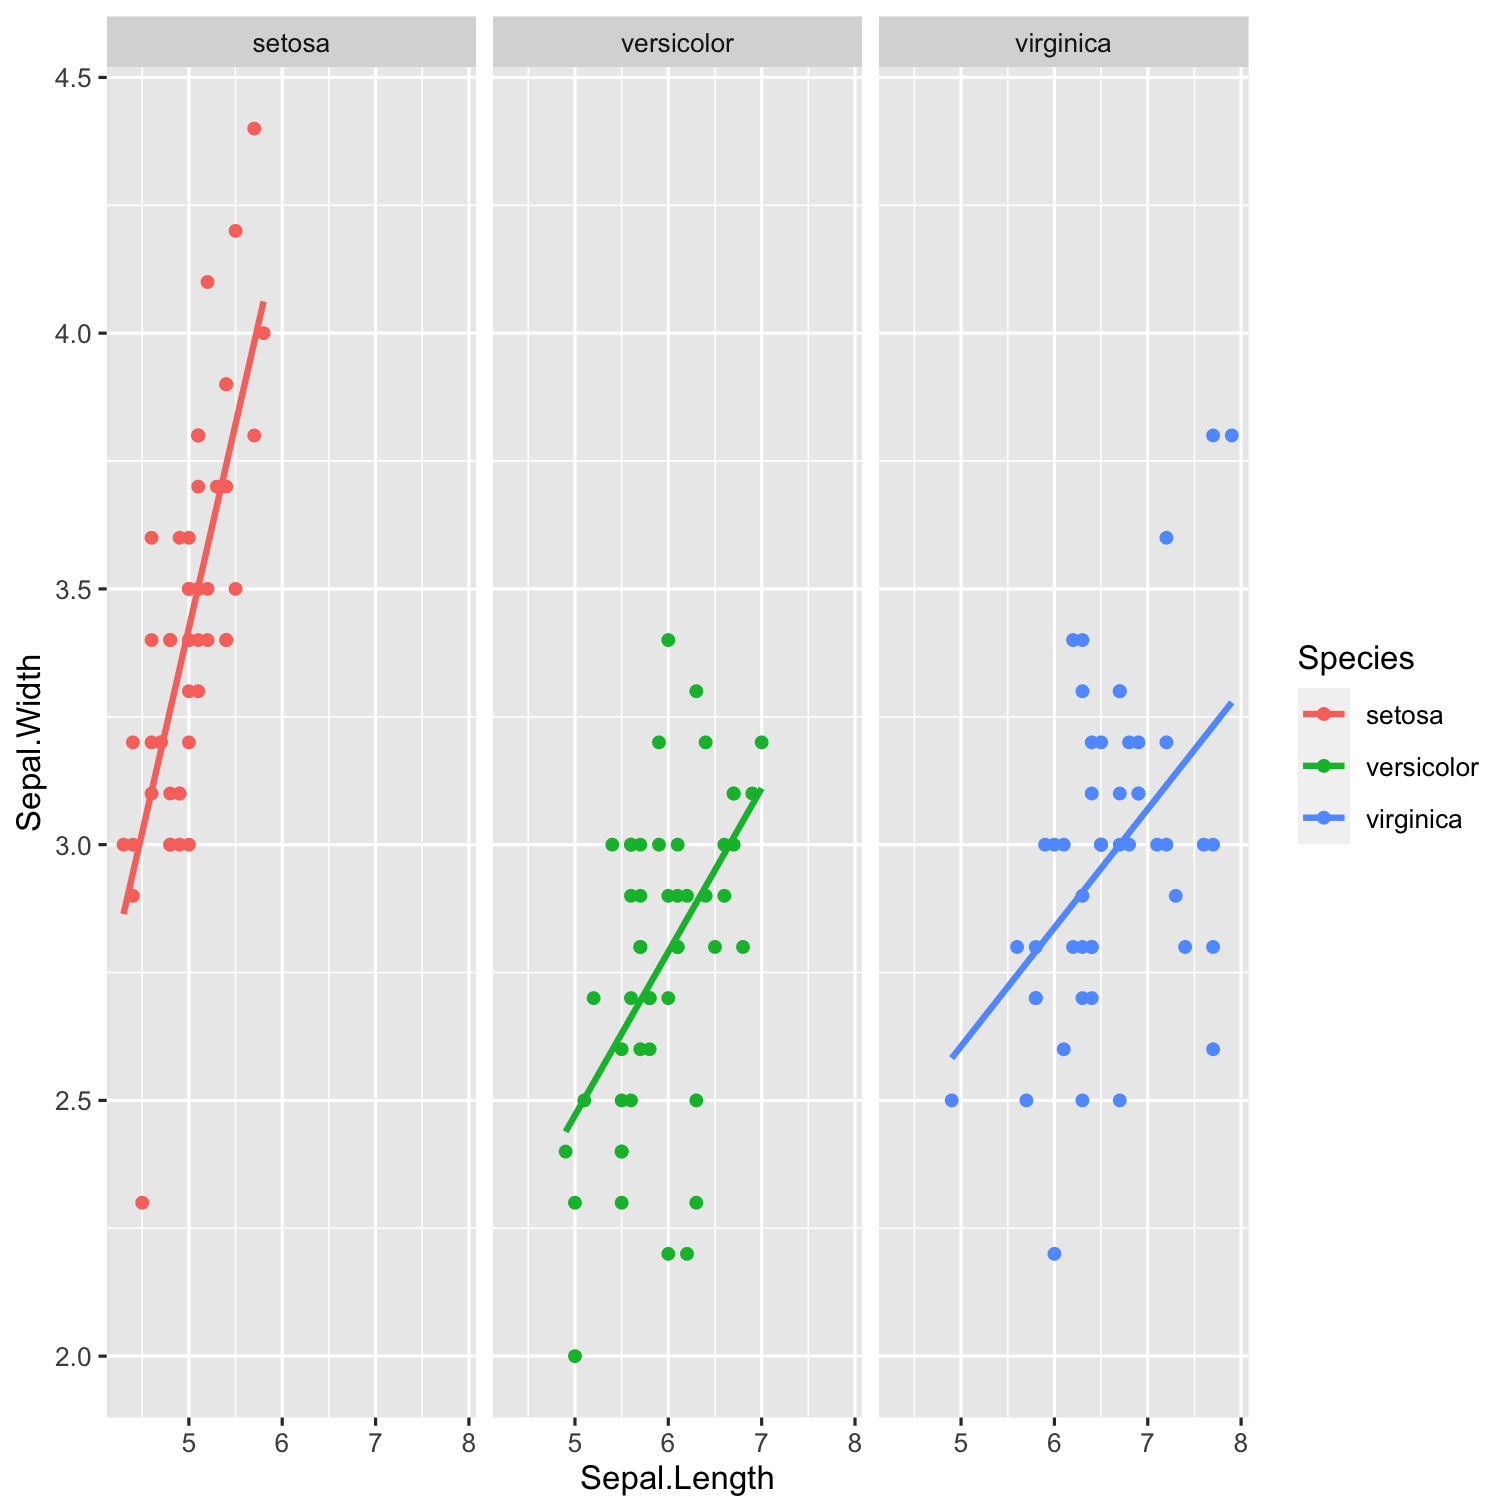 setosa versicolor virginica
4.5
4.0
3.5
3.0
2.5
2.0
Sepal.Width
5 6 7 8 5 6 7 8 5 6 7 8
Sepal.Length
Species
setosa
versicolor
virginica